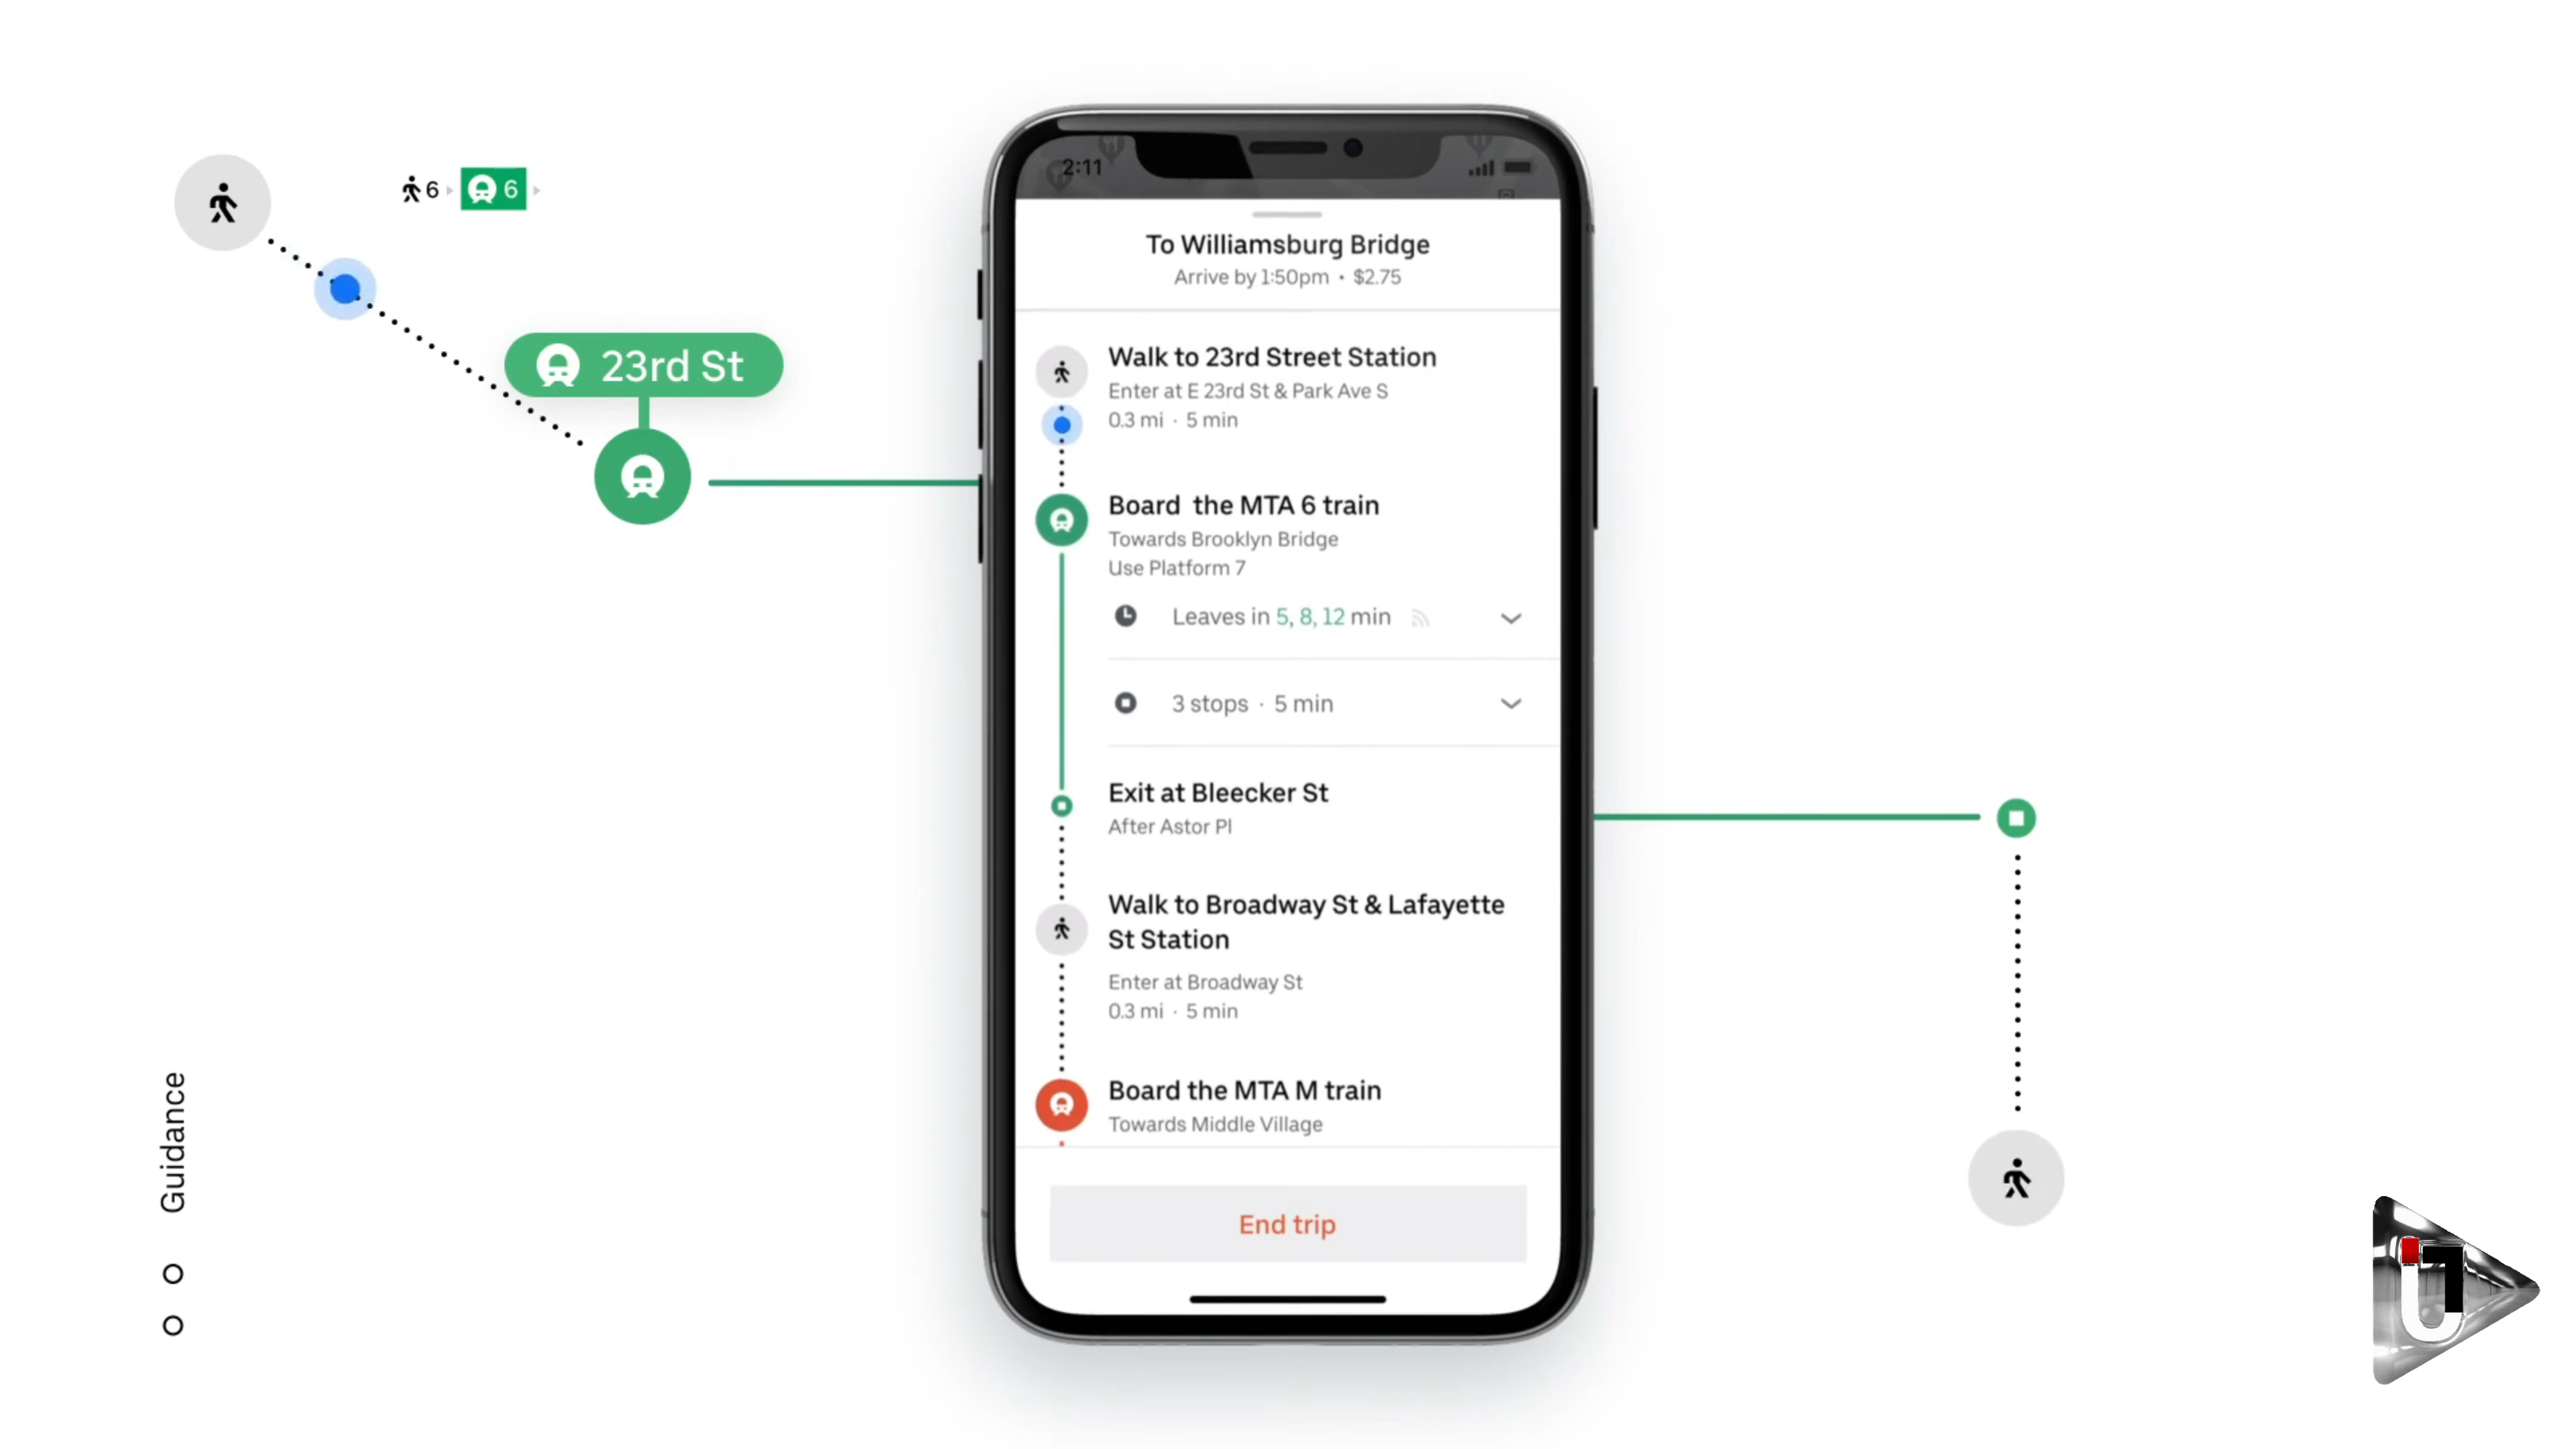 6
6
23rd St
Guidance
2:11
To Williamsburg Bridge
Arrive by 1:50pm • $2.75
Walk to 23rd Street Station
Enter at E 23rd St & Park Ave S
0.3 mi · 5 min
Board the MTA 6 train
Towards Brooklyn Bridge
Use Platform 7
Leaves in 5, 8, 12 min
3 stops · 5 min
Exit at Bleecker St
After Astor Pl
Walk to Broadway St & Lafayette
St Station
Enter at Broadway St
0.3 mi · 5 min
Board the MTA M train
Towards Middle Village
End trip